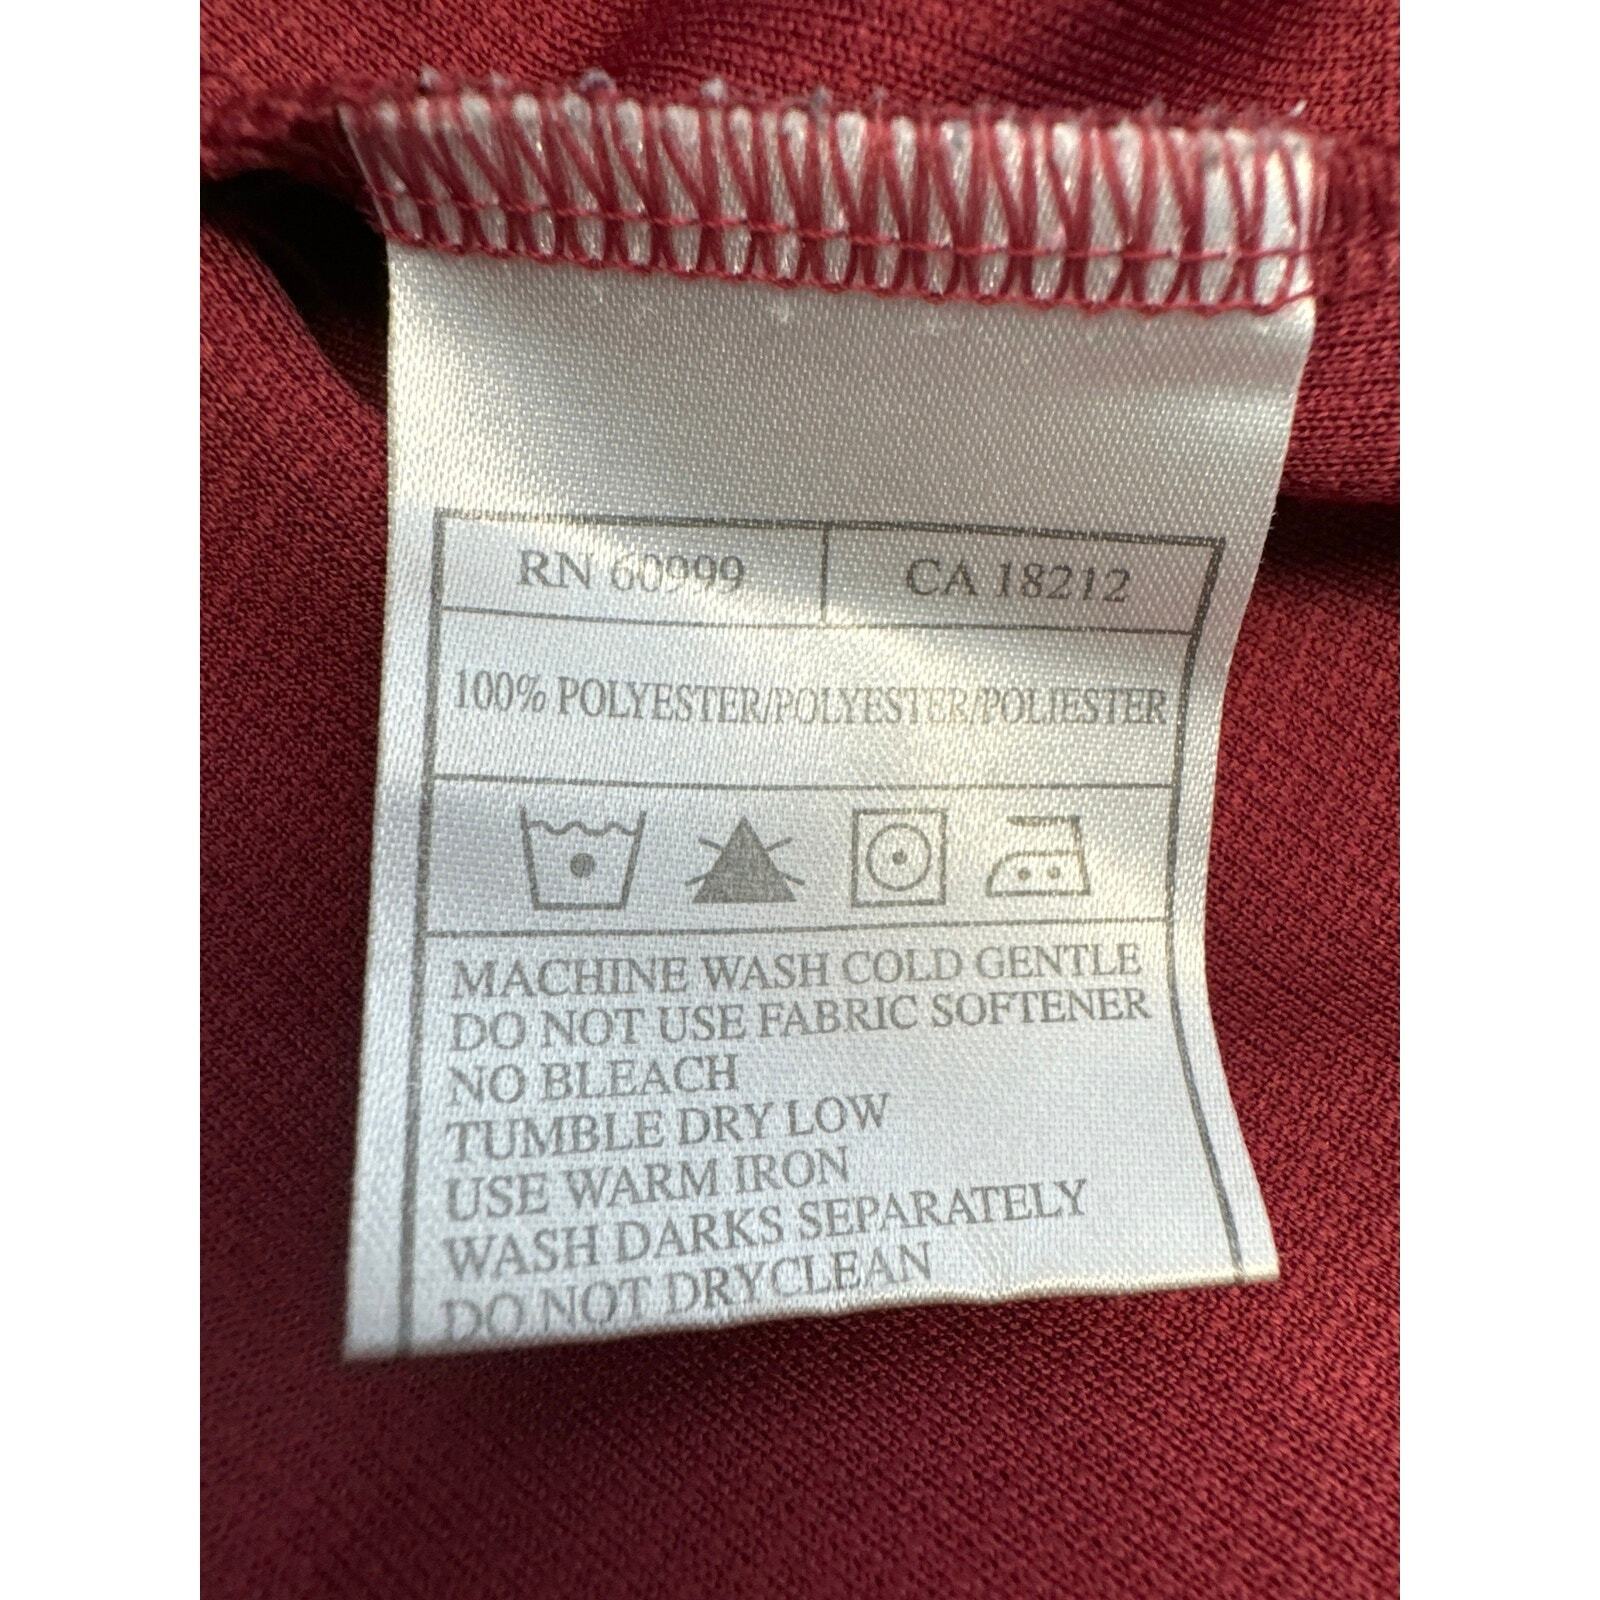 RN 60999 CA 18212
100% POLYESTER/POLYESTER/POLIESTER
MACHINE WASH COLD GENTLE
DO NOT USE FABRIC SOFTENER
NO BLEACH
TUMBLE DRY LOW
USE WARM IRON
WASH DARKS SEPARATELY
DO NOT DRYCLEAN